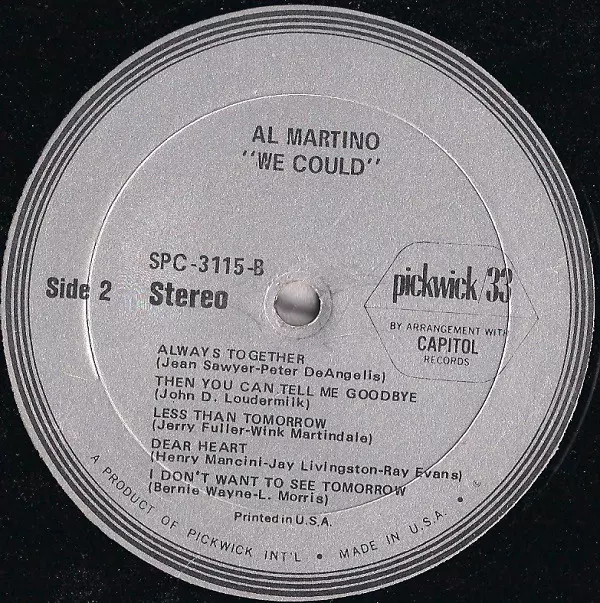 AL MARTINO
"WE COULD"
SPC-3115-B
Side 2 Stereo
pickwick/33
BY ARRANGEMENT WITH
CAPITOL
RECORDS
ALWAYS TOGETHER
(Jean Sawyer-Peter DeAngelis)
THEN YOU CAN TELL ME GOODBYE
(John D. Loudermilk)
LESS THAN TOMORROW
(Jerry Fuller-Wink Martindale)
DEAR HEART
(Henry Mancini-Jay Livingston-Ray Evans)
I DON'T WANT TO SEE TOMORROW
(Bernie Wayne-L. Morris)
Printed in U.S.A.
A PRODUCT OF PICKWICK INT'L • MADE IN U.S.A. •